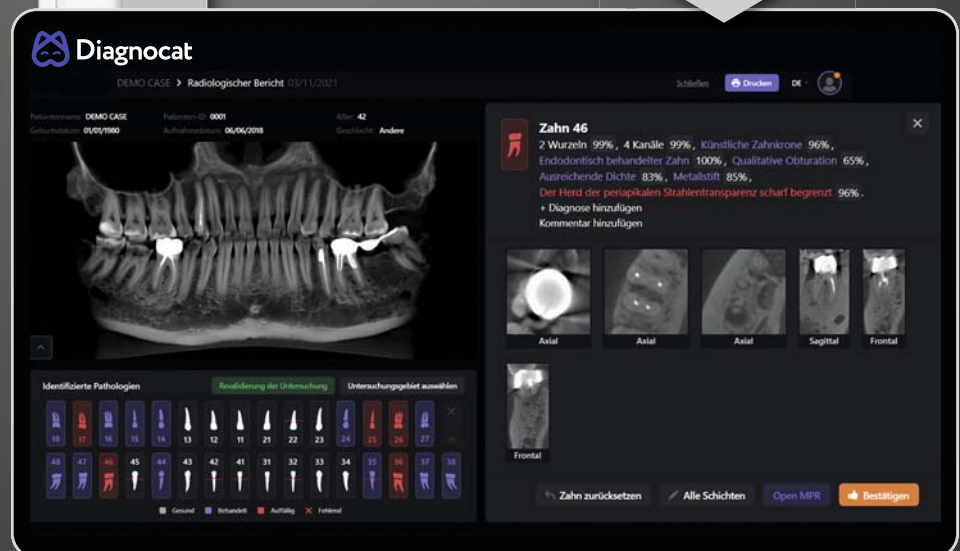 Diagnocat
DEMO CASE > Radiologischer Bericht 03/11/2021
Schließen
Drucken
DE
Patientenname: DEMO CASE
Patienten-ID: 0001
Alter: 42
Geburtsdatum: 01/01/1980
Aufnahmedatum: 06/06/2018
Geschlecht: Andere
Zahn 46
2 Wurzeln 99%, 4 Kanäle 99%, Künstliche Zahnkrone 96%,
Endodontisch behandelter Zahn 100%, Qualitative Obturation 65%,
Ausreichende Dichte 83%, Metallstift 85%,
Der Herd der periapikalen Strahlentransparenz scharf begrenzt 96%.
+ Diagnose hinzufügen
Kommentar hinzufügen
Axial
Axial
Axial
Sagittal
Frontal
Frontal
Identifizierte Pathologien
Revalidierung der Untersuchung
Untersuchungsgebiet auswählen
18 17 16 15 14 13 12 11 21 22 23 24 25 26 27
48 47 46 45 44 43 42 41 31 32 33 34 35 36 37 38
Gesund Behandelt Auffällig Fehlend
Zahn zurücksetzen
Alle Schichten
Open MPR
Bestätigen